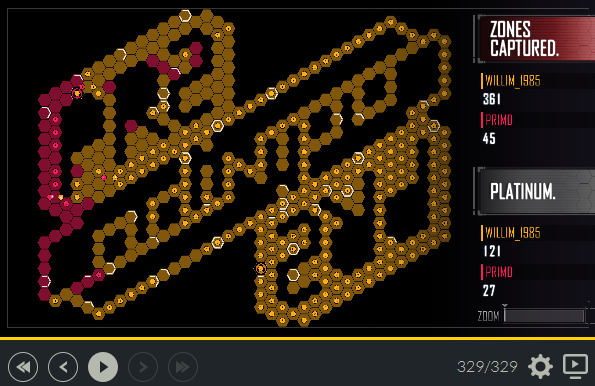 ZONES
CAPTURED.
WILLIM_1985
361
PRIMO
45
PLATINUM.
WILLIM_1985
121
PRIMO
27
ZOOM
329/329